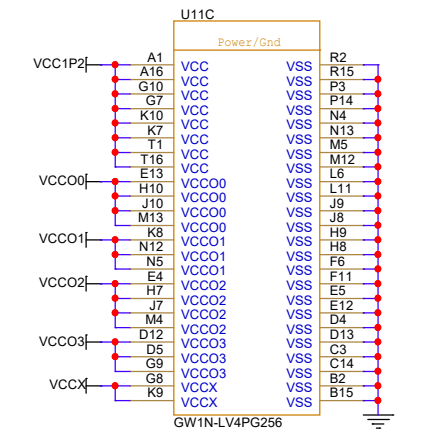 U11C
Power/Gnd
VCC1P2 A1 VCC VSS R2
A16 VCC VSS R15
G10 VCC VSS P3
G7 VCC VSS P14
K10 VCC VSS N4
K7 VCC VSS N13
T1 VCC VSS M5
T16 VCC VSS M12
VCCO0 E13 VCCO0 VSS L6
H10 VCCO0 VSS L11
J10 VCCO0 VSS J9
M13 VCCO0 VSS J8
VCCO1 K8 VCCO1 VSS H9
N12 VCCO1 VSS H8
N5 VCCO1 VSS F6
VCCO2 E4 VCCO2 VSS F11
H7 VCCO2 VSS E5
J7 VCCO2 VSS E12
M4 VCCO2 VSS D4
VCCO3 D12 VCCO3 VSS D13
D5 VCCO3 VSS C3
G9 VCCO3 VSS C14
VCCX G8 VCCX VSS B2
K9 VCCX VSS B15
GW1N-LV4PG256